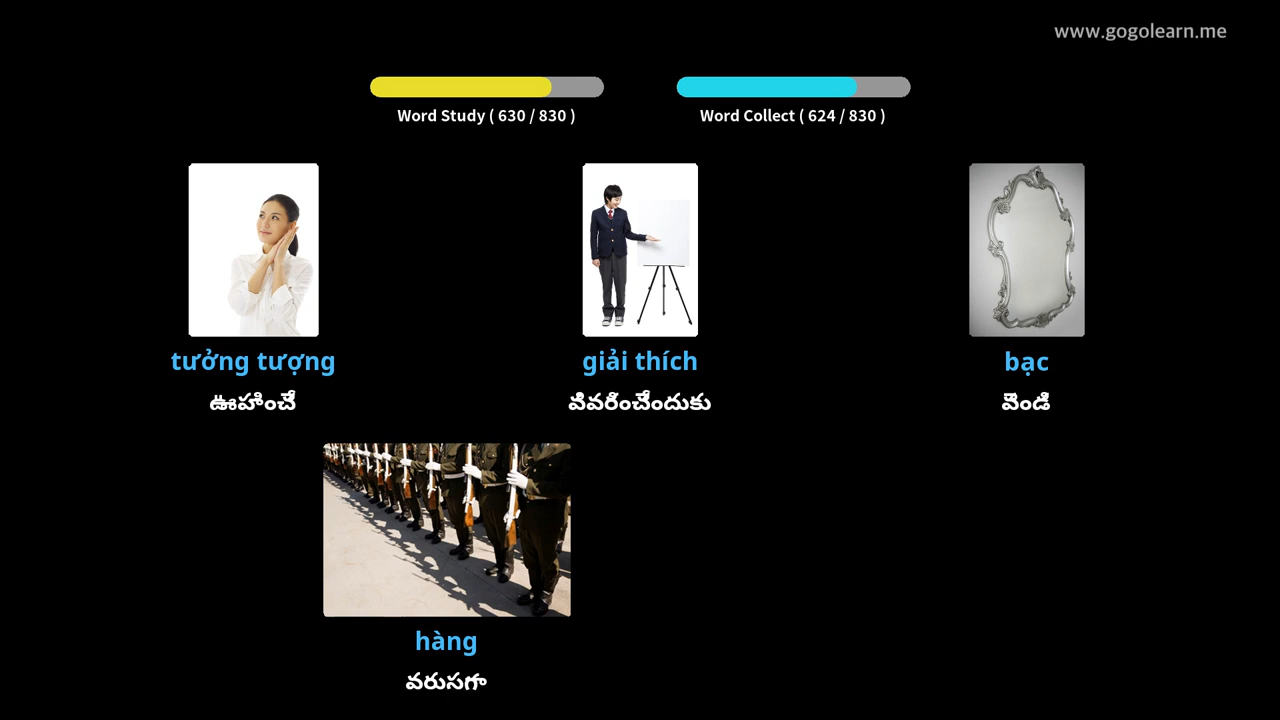 www.gogolearn.me
Word Study ( 630 / 830 )
Word Collect ( 624 / 830 )
tưởng tượng
giải thích
bạc
ఊహించే
వివరించేందుకు
వెండి
hàng
వరుసగా